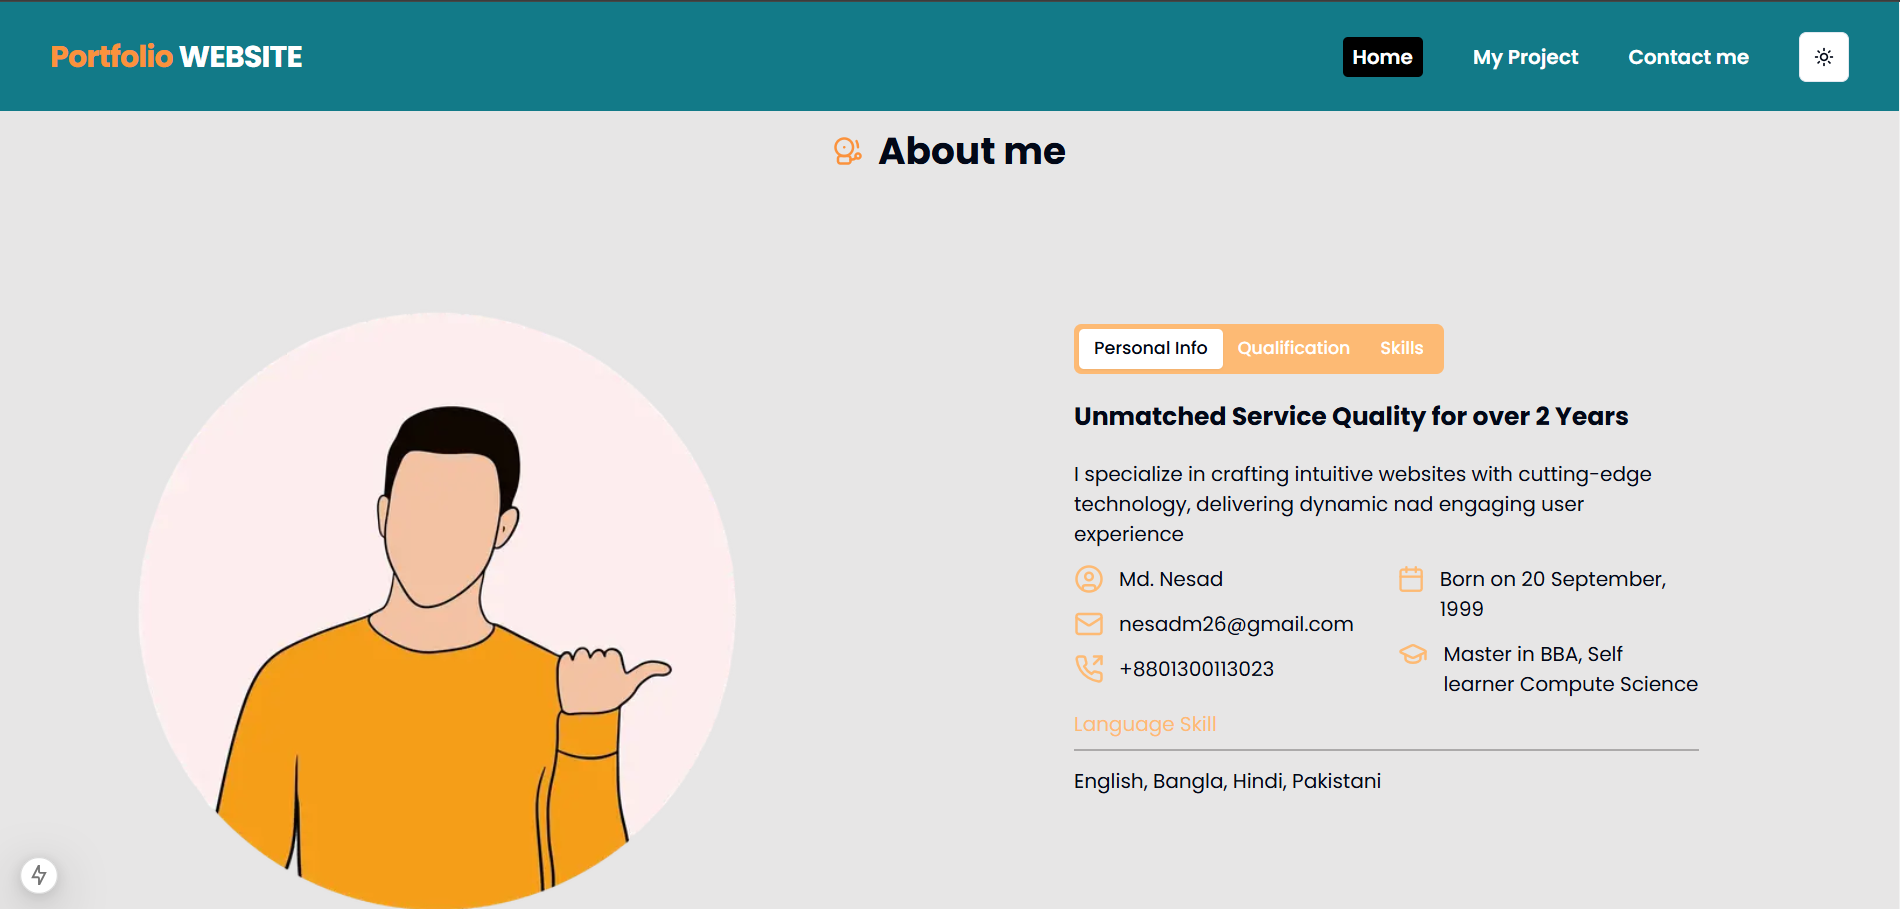 Portfolio WEBSITE
Home
My Project
Contact me
About me
Personal Info
Qualification
Skills
Unmatched Service Quality for over 2 Years
I specialize in crafting intuitive websites with cutting-edge
technology, delivering dynamic nad engaging user
experience
Md. Nesad
nesadm26@gmail.com
+8801300113023
Born on 20 September,
1999
Master in BBA, Self
learner Compute Science
Language Skill
English, Bangla, Hindi, Pakistani